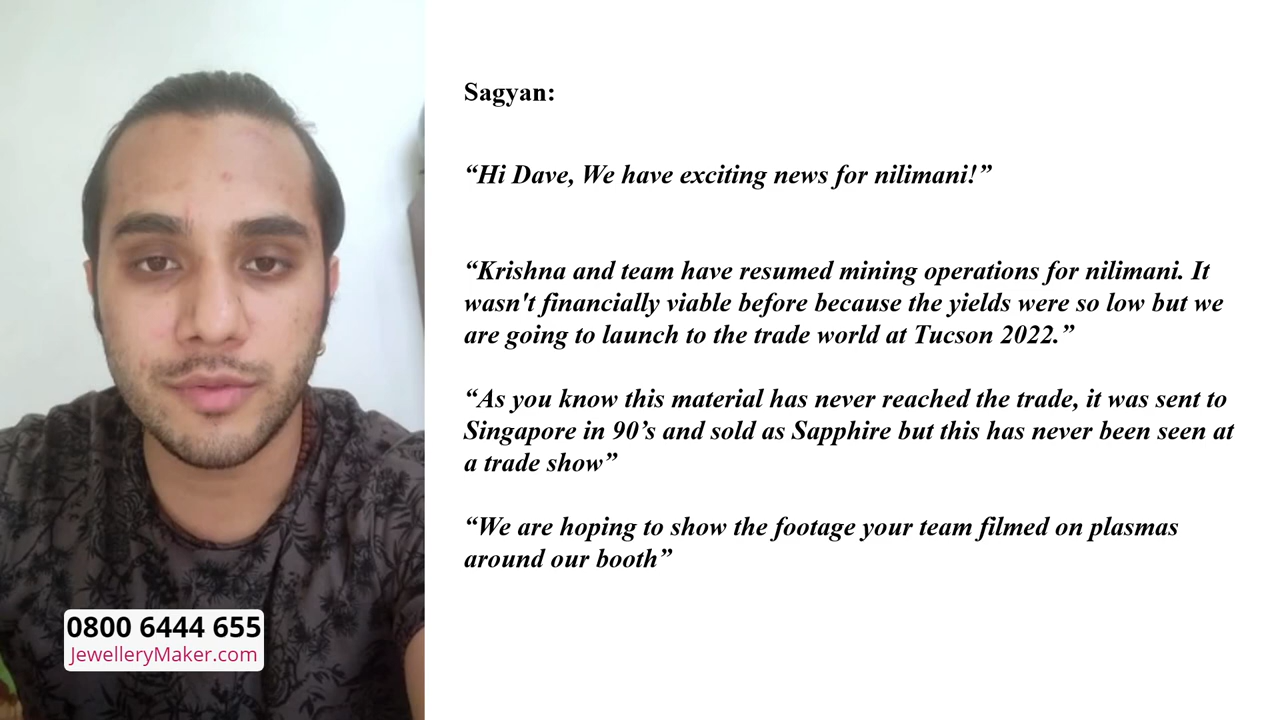 Sagyan:
“Hi Dave, We have exciting news for nilimani!”
“Krishna and team have resumed mining operations for nilimani. It
wasn't financially viable before because the yields were so low but we
are going to launch to the trade world at Tucson 2022.”
“As you know this material has never reached the trade, it was sent to
Singapore in 90’s and sold as Sapphire but this has never been seen at
a trade show”
“We are hoping to show the footage your team filmed on plasmas
around our booth”
0800 6444 655
JewelleryMaker.com